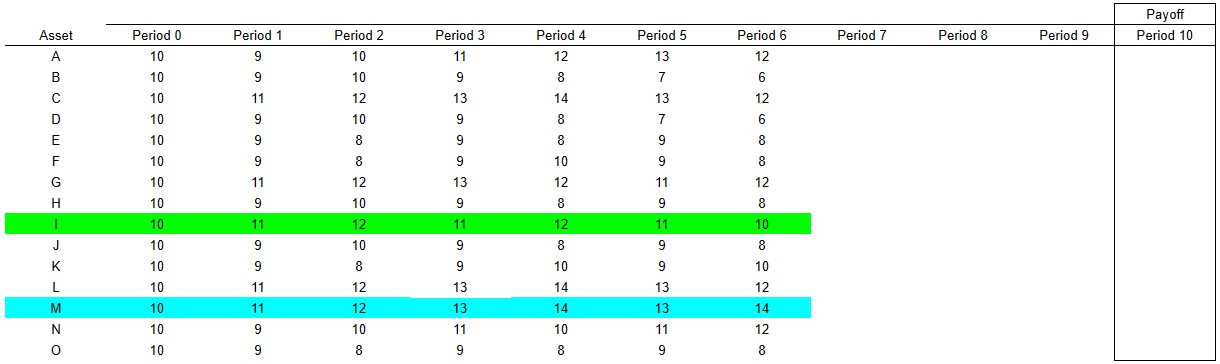 Payoff
Asset Period 0 Period 1 Period 2 Period 3 Period 4 Period 5 Period 6 Period 7 Period 8 Period 9 Period 10
A 10 9 10 11 12 13 12
B 10 9 10 9 8 7 6
C 10 11 12 13 14 13 12
D 10 9 10 9 8 7 6
E 10 9 8 9 8 9 8
F 10 9 8 9 10 9 8
G 10 11 12 13 12 11 12
H 10 9 10 9 8 9 8
I 10 11 12 11 12 11 10
J 10 9 10 9 8 9 8
K 10 9 8 9 10 9 10
L 10 11 12 13 14 13 12
M 10 11 12 13 14 13 14
N 10 9 10 11 10 11 12
O 10 9 8 9 8 9 8